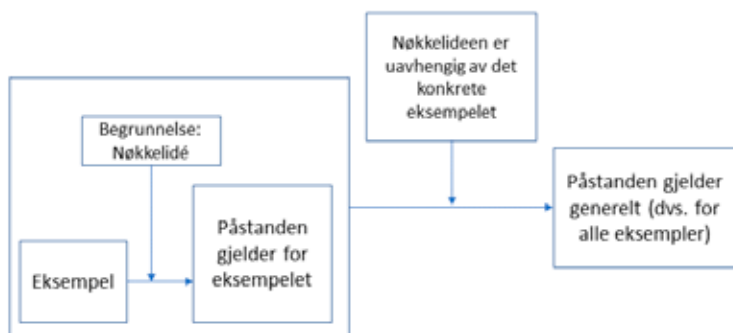 Nøkkelideen er
uavhengig av det
konkrete
eksempelet
Begrunnelse:
Nøkkelidé
Påstanden
gjelder for
eksempelet
Eksempel
Påstanden gjelder
generelt (dvs. for
alle eksempler)